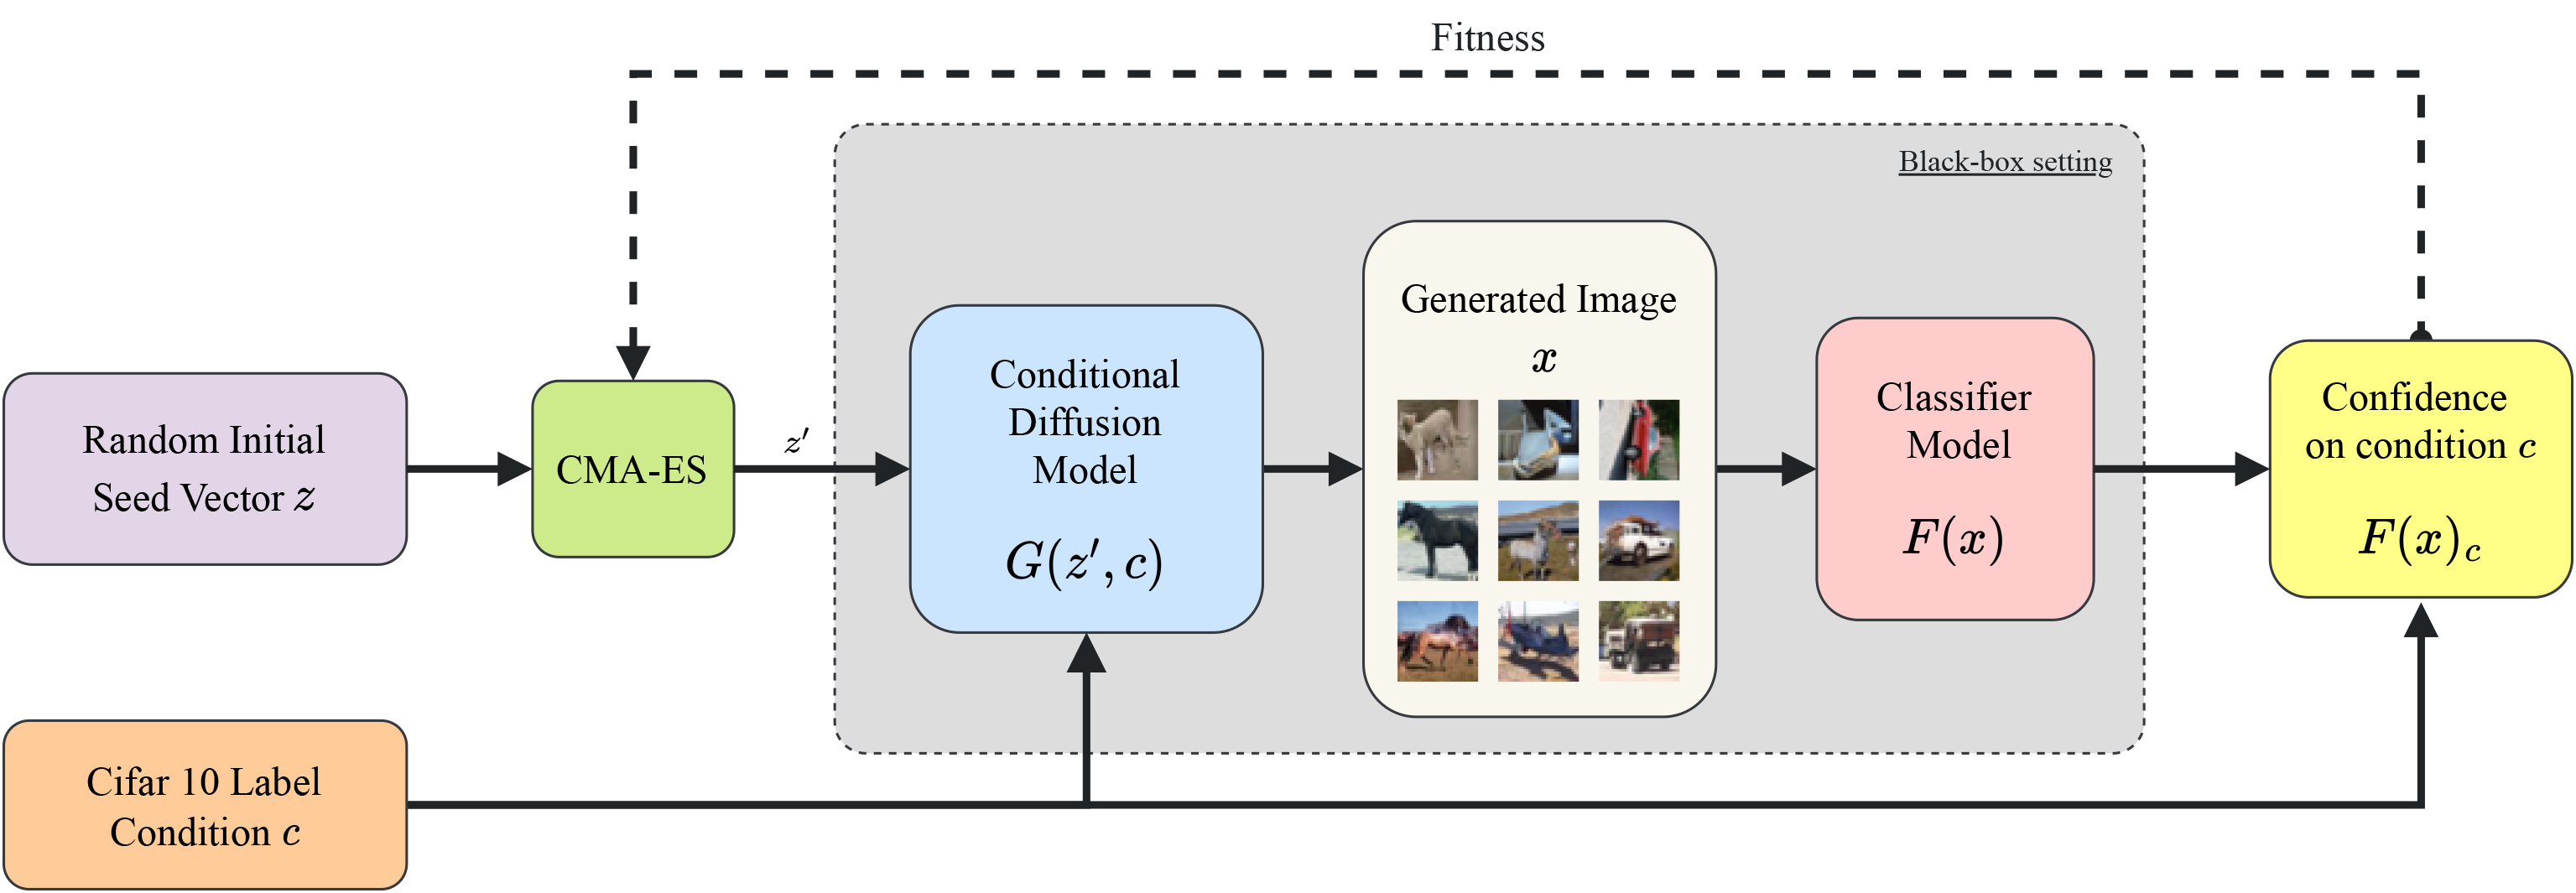 Fitness
Black-box setting
Random Initial
Seed Vector z
CMA-ES
z′
Conditional
Diffusion
Model
G(z′, c)
Generated Image
x
Classifier
Model
F(x)
Confidence
on condition c
F(x)c
Cifar 10 Label
Condition c